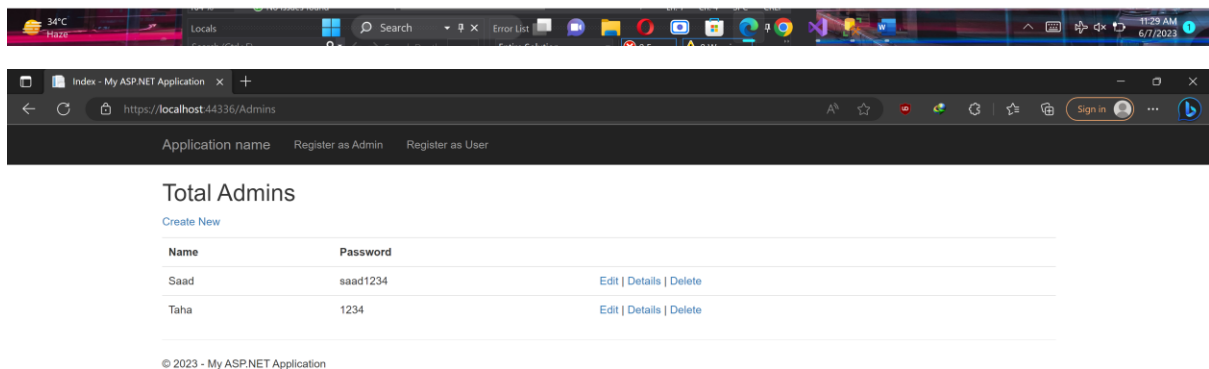 34°C
Haze
Locals
Search
Error List
11:29 AM
6/7/2023
1
Index - My ASP.NET Application
https://localhost:44336/Admins
Sign in
Application name Register as Admin Register as User
Total Admins
Create New
Name Password
Saad saad1234 Edit | Details | Delete
Taha 1234 Edit | Details | Delete
© 2023 - My ASP.NET Application